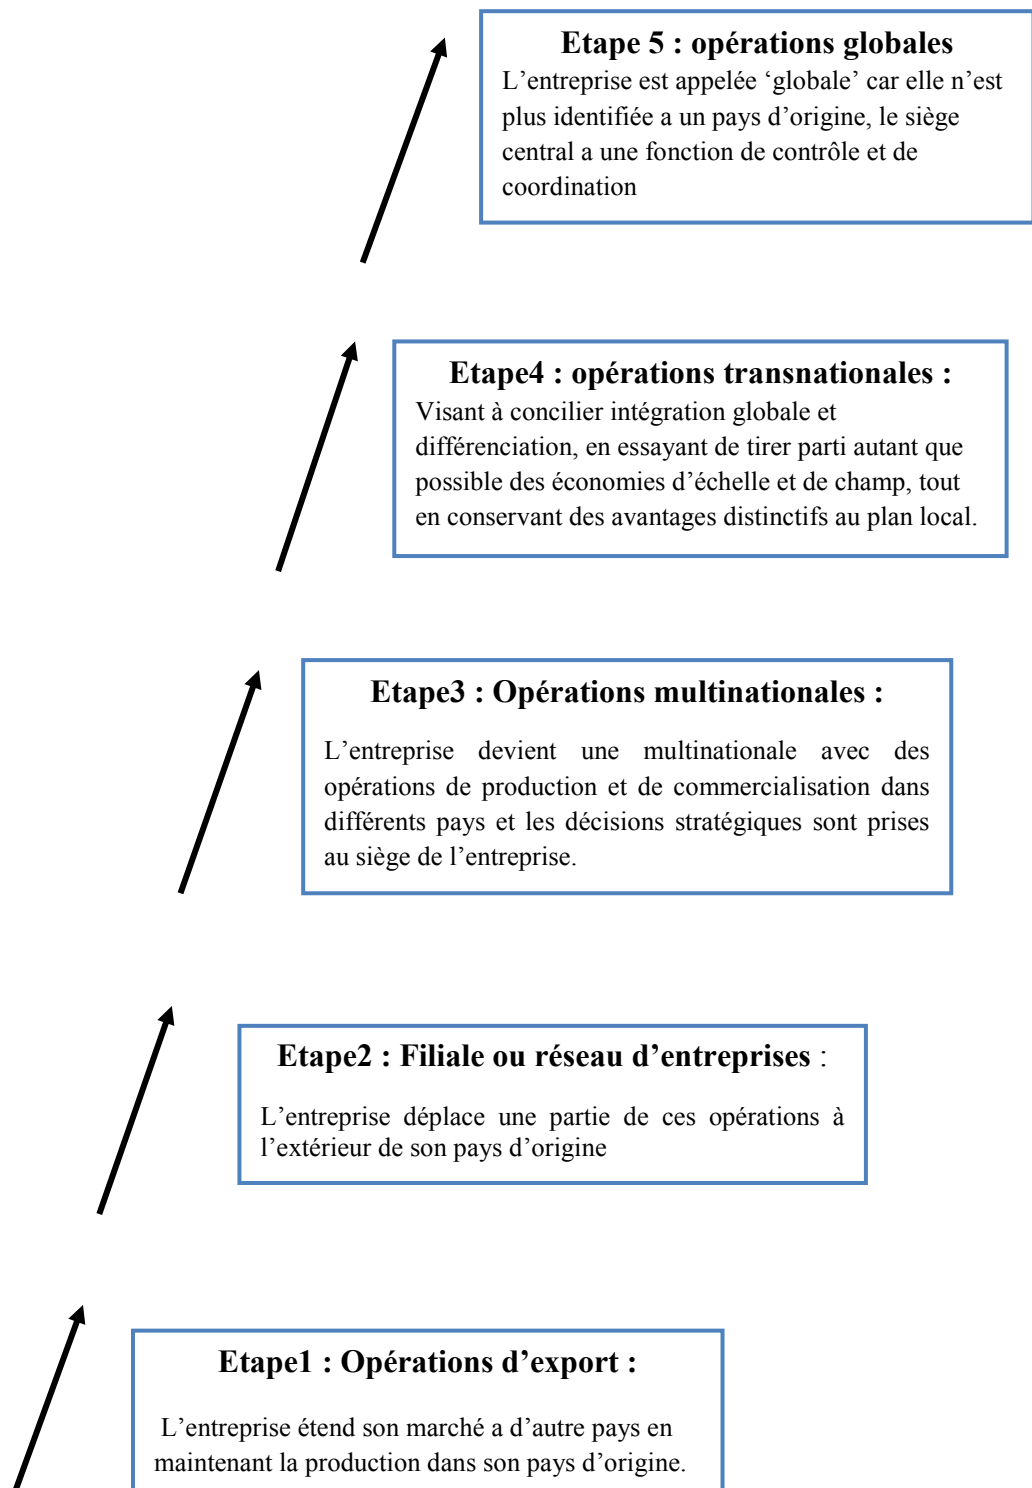 Etape 5 : opérations globales
L’entreprise est appelée ‘globale’ car elle n’est
plus identifiée a un pays d’origine, le siège
central a une fonction de contrôle et de
coordination
Etape4 : opérations transnationales :
Visant à concilier intégration globale et
différenciation, en essayant de tirer parti autant que
possible des économies d’échelle et de champ, tout
en conservant des avantages distinctifs au plan local.
Etape3 : Opérations multinationales :
L’entreprise devient une multinationale avec des
opérations de production et de commercialisation dans
différents pays et les décisions stratégiques sont prises
au siège de l’entreprise.
Etape2 : Filiale ou réseau d’entreprises :
L’entreprise déplace une partie de ces opérations à
l’extérieur de son pays d’origine
Etape1 : Opérations d’export :
L’entreprise étend son marché a d’autre pays en
maintenant la production dans son pays d’origine.